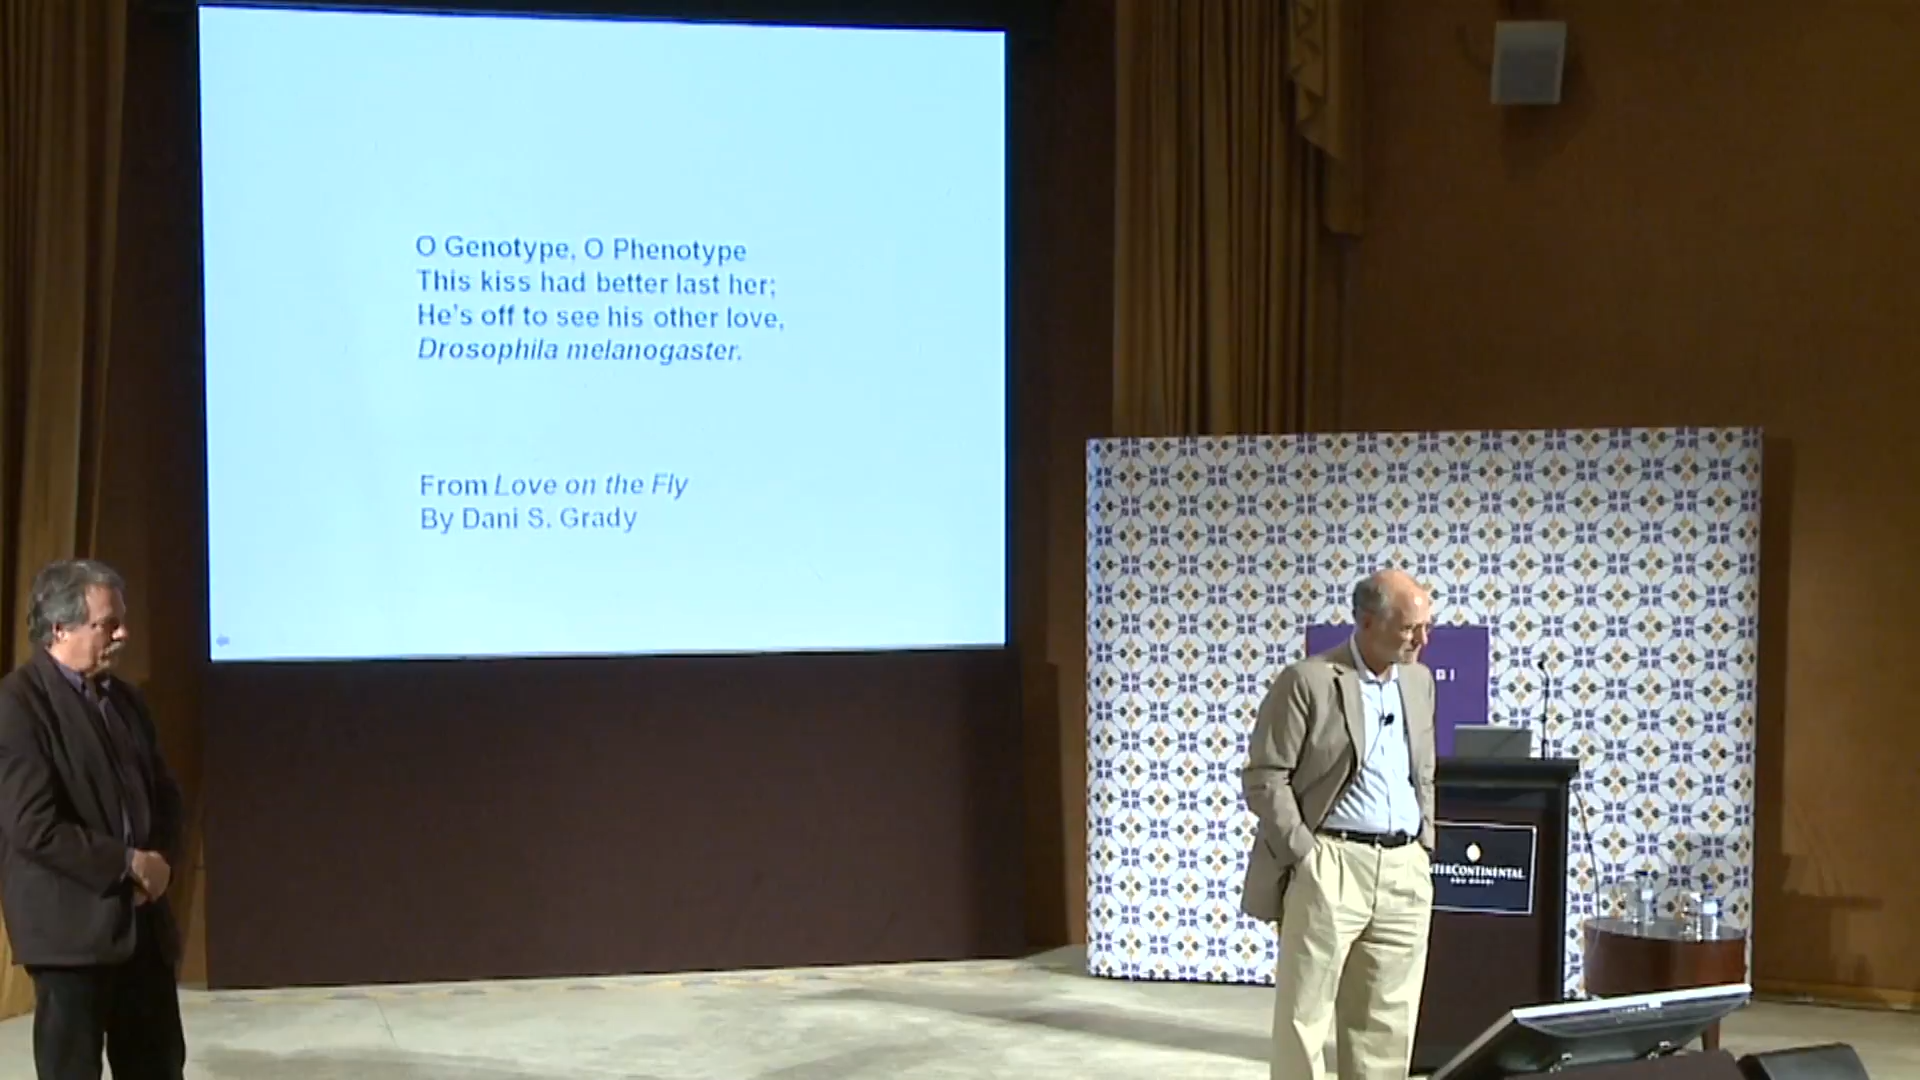 O Genotype, O Phenotype
This kiss had better last her;
He's off to see his other love,
Drosophila melanogaster.
From Love on the Fly
By Dani S. Grady
NTERCONTINENTAL